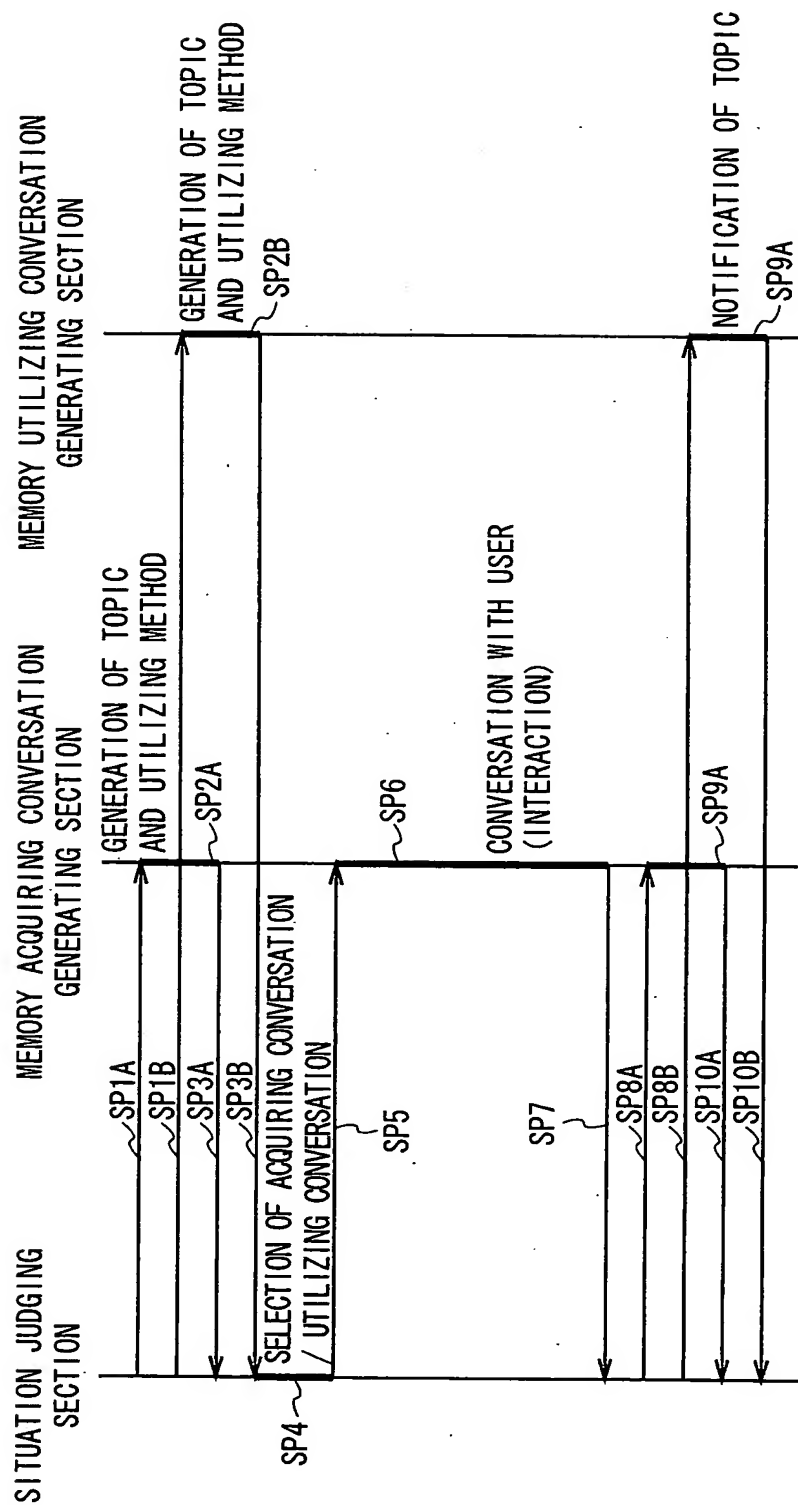 SITUATION JUDGING
SECTION
MEMORY ACQUIRING CONVERSATION
GENERATING SECTION
MEMORY UTILIZING CONVERSATION
GENERATING SECTION
GENERATION OF TOPIC
AND UTILIZING METHOD
GENERATION OF TOPIC
AND UTILIZING METHOD
SP1A
SP1B
SP2A
SP2B
SP3A
SP3B
SELECTION OF ACQUIRING CONVERSATION
/ UTILIZING CONVERSATION
SP4
SP5
SP6
CONVERSATION WITH USER
(INTERACTION)
SP7
SP8A
SP8B
SP9A
NOTIFICATION OF TOPIC
SP9A
SP10A
SP10B